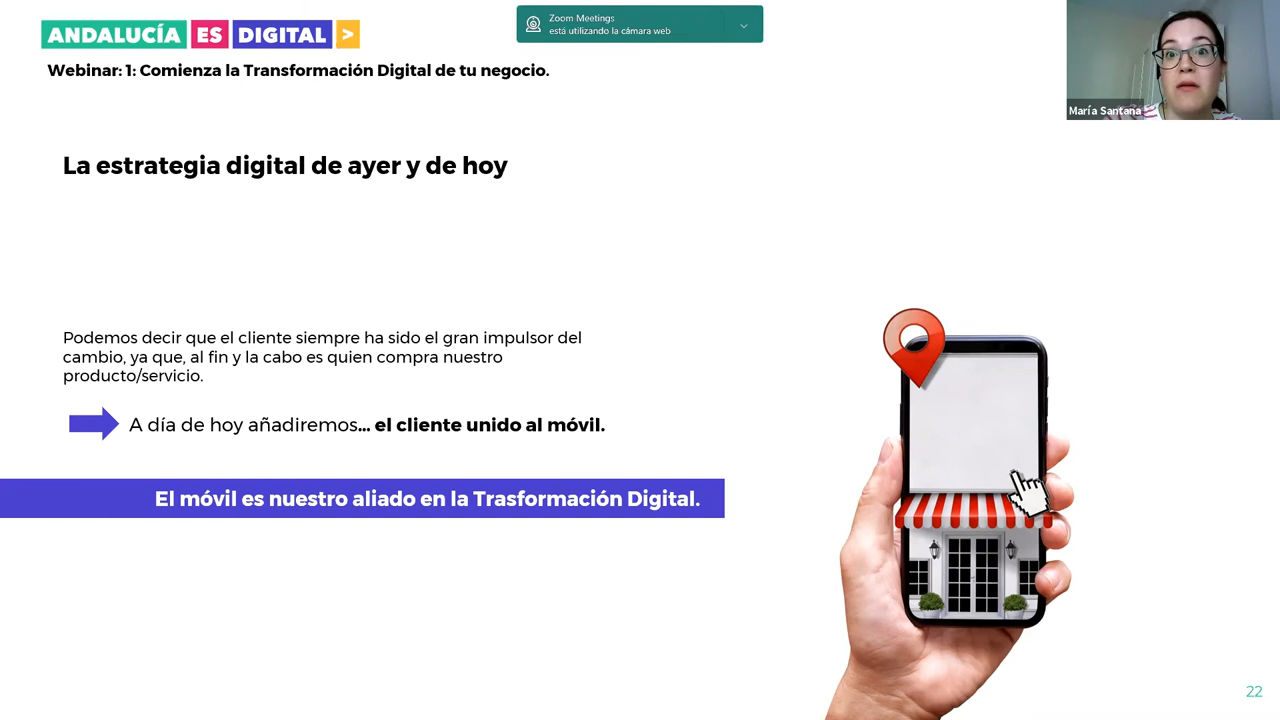 ANDALUCÍA ES DIGITAL >
Zoom Meetings
está utilizando la cámara web
Webinar: 1: Comienza la Transformación Digital de tu negocio.
María Santana
La estrategia digital de ayer y de hoy
Podemos decir que el cliente siempre ha sido el gran impulsor del
cambio, ya que, al fin y la cabo es quien compra nuestro
producto/servicio.
A día de hoy añadiremos... el cliente unido al móvil.
El móvil es nuestro aliado en la Trasformación Digital.
22